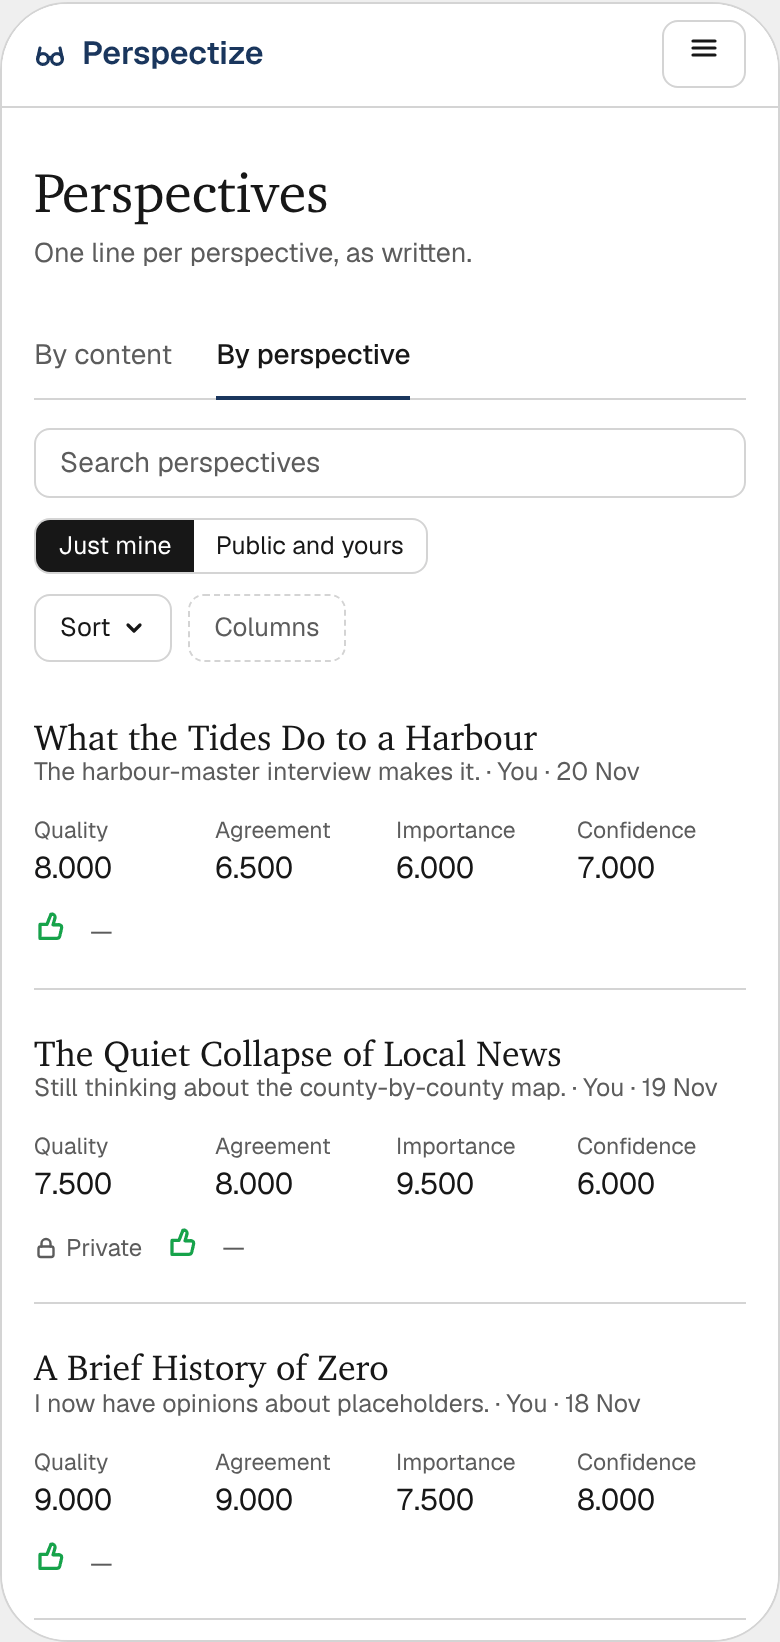 Perspectize
Perspectives
One line per perspective, as written.
By content By perspective
Search perspectives
Just mine Public and yours
Sort Columns
What the Tides Do to a Harbour
The harbour-master interview makes it. · You · 20 Nov
Quality Agreement Importance Confidence
8.000 6.500 6.000 7.000
—
The Quiet Collapse of Local News
Still thinking about the county-by-county map. · You · 19 Nov
Quality Agreement Importance Confidence
7.500 8.000 9.500 6.000
Private —
A Brief History of Zero
I now have opinions about placeholders. · You · 18 Nov
Quality Agreement Importance Confidence
9.000 9.000 7.500 8.000
—